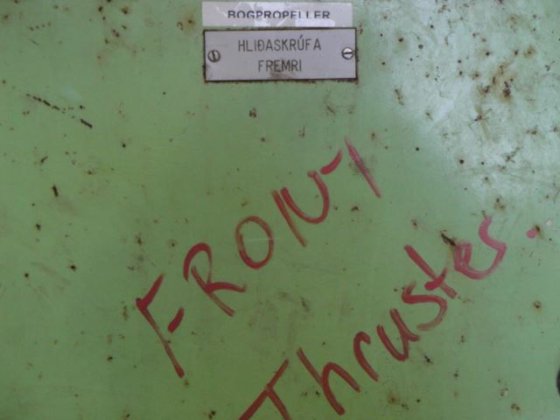 BOGPROPELLER
HLIÐASKRÚFA
FREMRI
FRONT
Thruster.